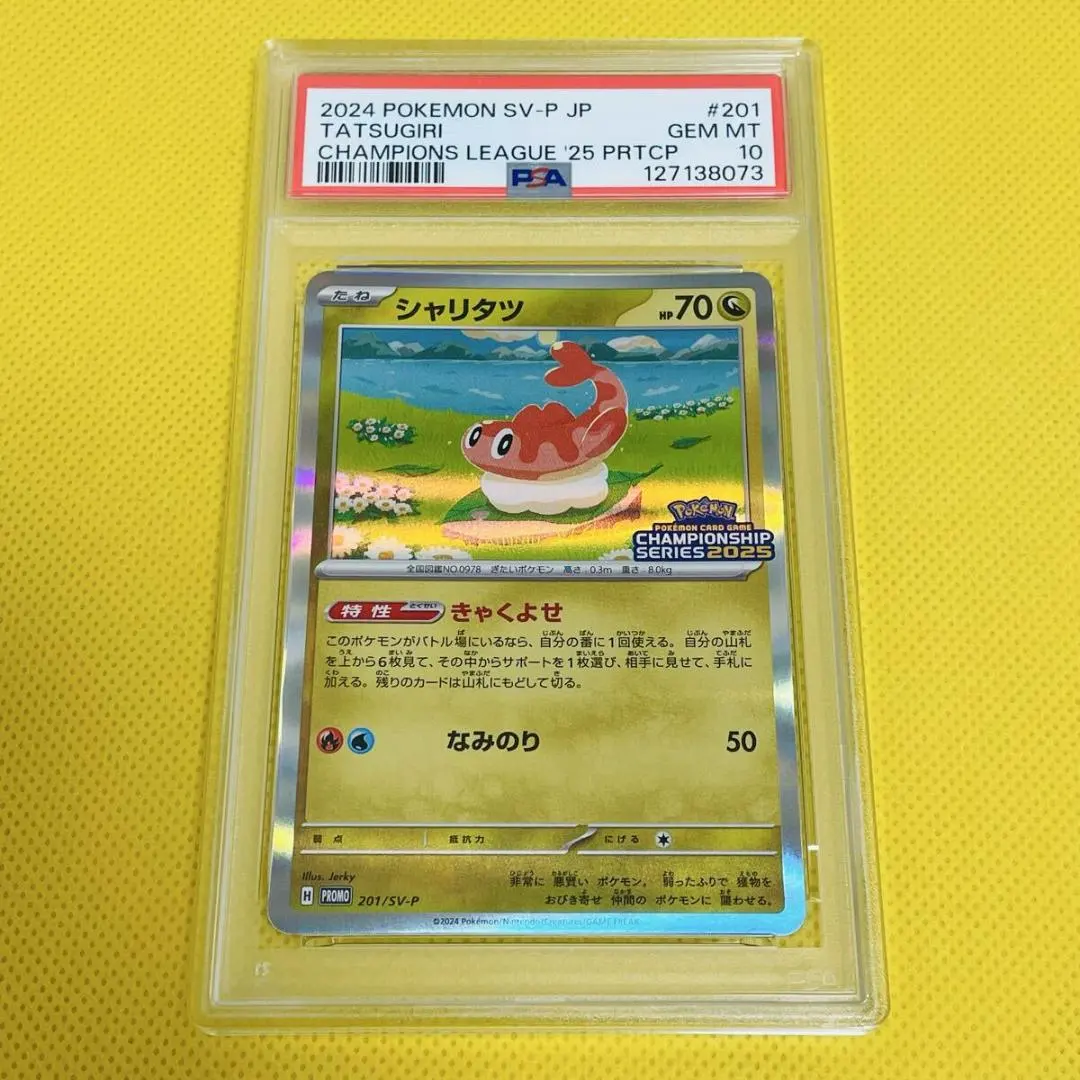 2024 POKEMON SV-P JP #201
TATSUGIRI GEM MT
CHAMPIONS LEAGUE '25 PRTCP 10
PSA 127138073
たね シャリタツ HP70
Pokémon
POKÉMON CARD GAME
CHAMPIONSHIP
SERIES 2025
全国図鑑NO.0978 ぎたいポケモン 高さ:0.3m 重さ:8.0kg
特性 とくせい きゃくよせ
このポケモンがバトル場にいるなら、自分の番に1回使える。自分の山札
を上から6枚見て、その中からサポートを1枚選び、相手に見せて、手札に
加える。残りのカードは山札にもどして切る。
なみのり 50
弱点 抵抗力 にげる
Illus. Jerky
非常に 悪賢い ポケモン。 弱ったふりで 獲物を
H PROMO 201/SV-P
おびき寄せ 仲間の ポケモンに 襲わせる。
©2024 Pokémon/Nintendo/Creatures/GAME FREAK